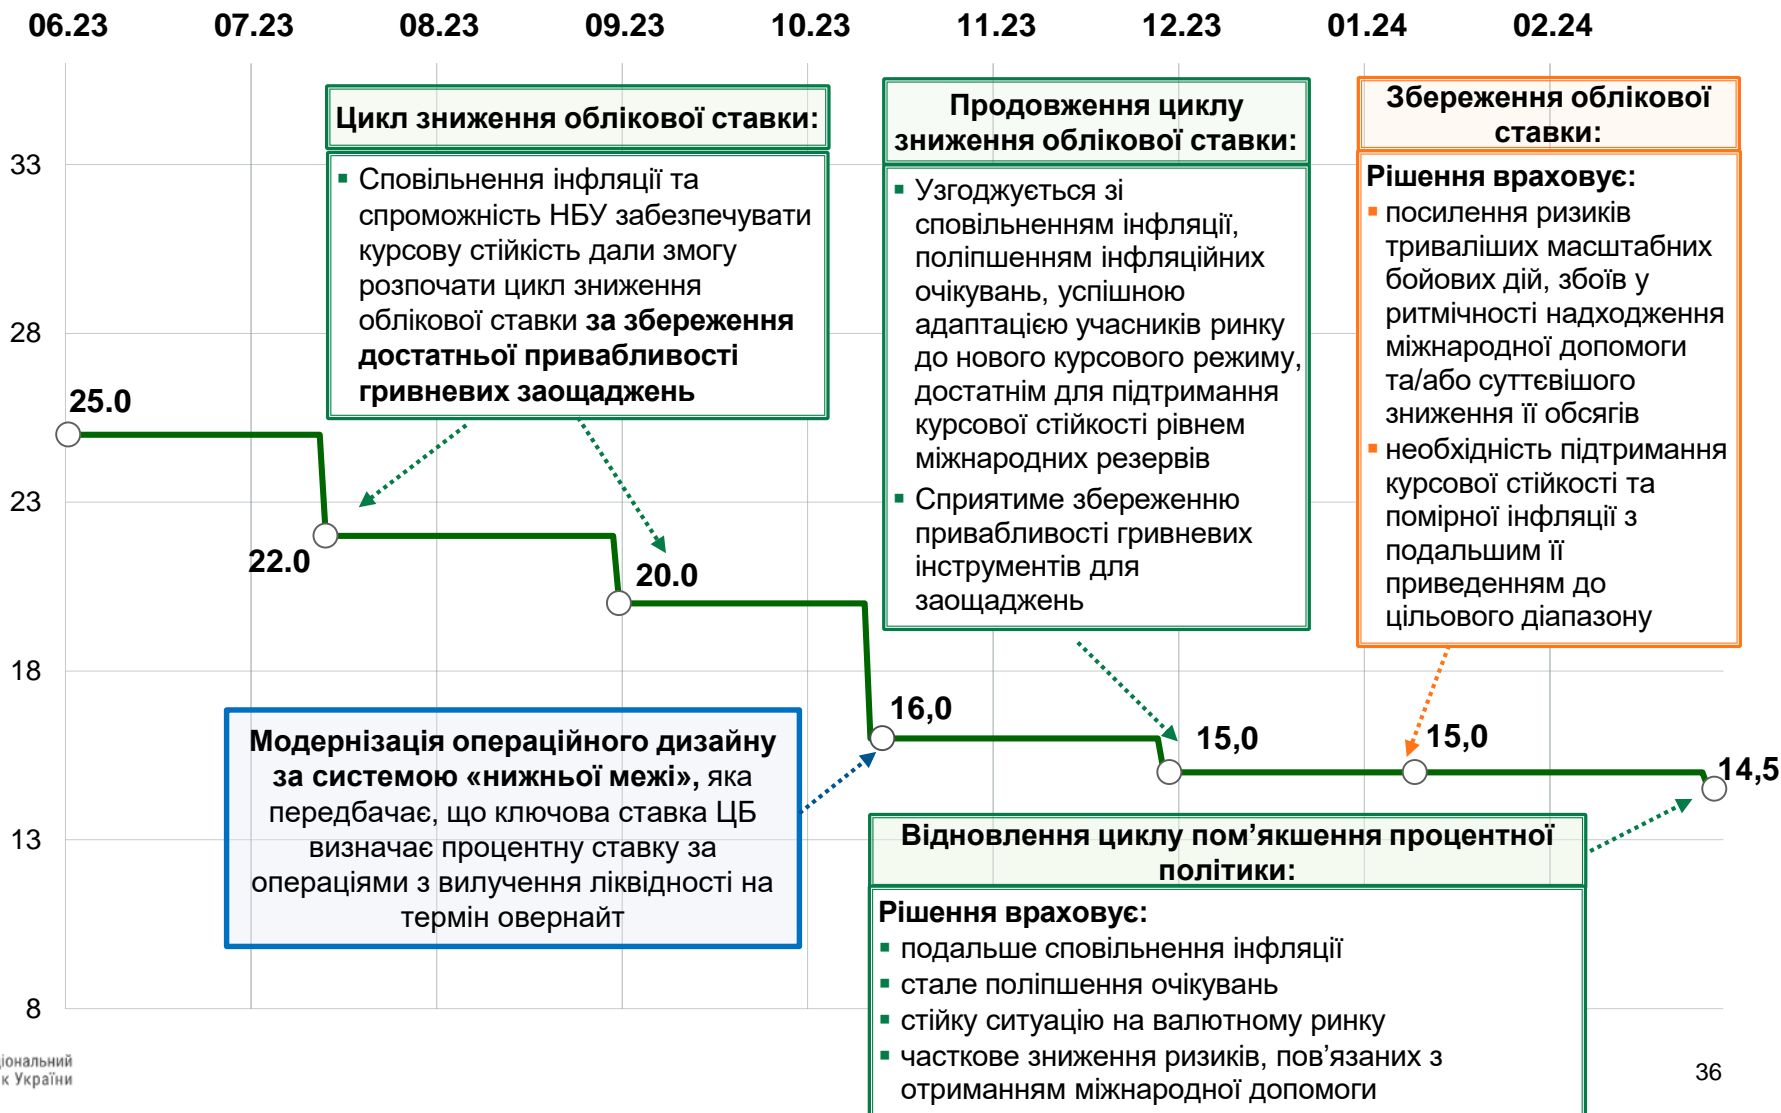 06.23 07.23 08.23 09.23 10.23 11.23 12.23 01.24 02.24
33
28
23
18
13
8
Цикл зниження облікової ставки:
▪ Сповільнення інфляції та
спроможність НБУ забезпечувати
курсову стійкість дали змогу
розпочати цикл зниження
облікової ставки за збереження
достатньої привабливості
гривневих заощаджень
Продовження циклу
зниження облікової ставки:
▪ Узгоджується зі
сповільненням інфляції,
поліпшенням інфляційних
очікувань, успішною
адаптацією учасників ринку
до нового курсового режиму,
достатнім для підтримання
курсової стійкості рівнем
міжнародних резервів
▪ Сприятиме збереженню
привабливості гривневих
інструментів для
заощаджень
Збереження облікової
ставки:
Рішення враховує:
▪ посилення ризиків
триваліших масштабних
бойових дій, збоїв у
ритмічності надходження
міжнародної допомоги
та/або суттєвішого
зниження її обсягів
▪ необхідність підтримання
курсової стійкості та
помірної інфляції з
подальшим її
приведенням до
цільового діапазону
25.0
22.0
20.0
16,0
15,0
15,0
14,5
Модернізація операційного дизайну
за системою «нижньої межі», яка
передбачає, що ключова ставка ЦБ
визначає процентну ставку за
операціями з вилучення ліквідності на
термін овернайт
Відновлення циклу пом’якшення процентної
політики:
Рішення враховує:
▪ подальше сповільнення інфляції
▪ стале поліпшення очікувань
▪ стійку ситуацію на валютному ринку
▪ часткове зниження ризиків, пов’язаних з
отриманням міжнародної допомоги
ціональний
к України
36